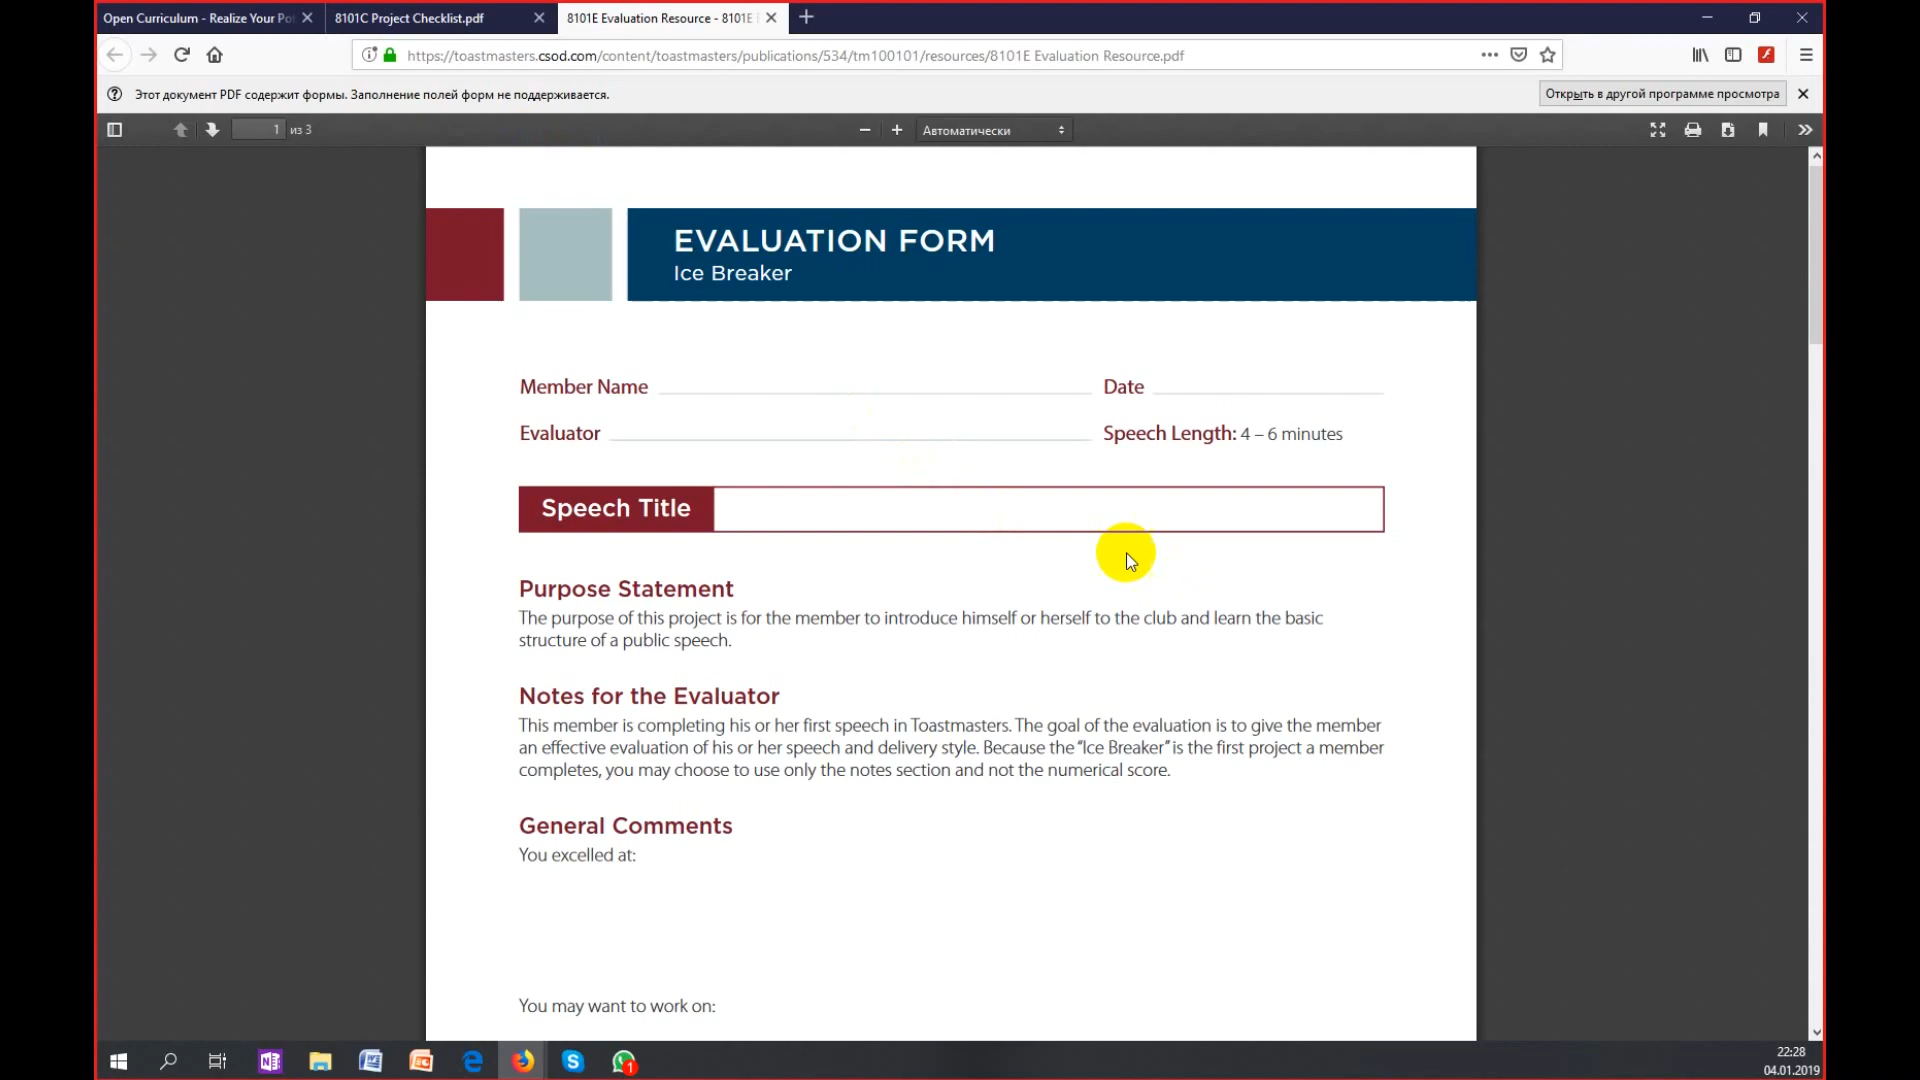 Open Curriculum - Realize Your Po
8101C Project Checklist.pdf
8101E Evaluation Resource - 8101E
https://toastmasters.csod.com/content/toastmasters/publications/534/tm100101/resources/8101E Evaluation Resource.pdf
Этот документ PDF содержит формы. Заполнение полей форм не поддерживается.
Открыть в другой программе просмотра
1 из 3
Автоматически
EVALUATION FORM
Ice Breaker
Member Name
Date
Evaluator
Speech Length: 4 – 6 minutes
Speech Title
Purpose Statement
The purpose of this project is for the member to introduce himself or herself to the club and learn the basic
structure of a public speech.
Notes for the Evaluator
This member is completing his or her first speech in Toastmasters. The goal of the evaluation is to give the member
an effective evaluation of his or her speech and delivery style. Because the “Ice Breaker” is the first project a member
completes, you may choose to use only the notes section and not the numerical score.
General Comments
You excelled at:
You may want to work on:
1
22:28
04.01.2019